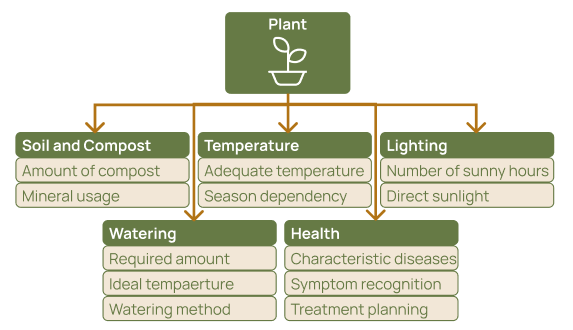 Plant
Soil and Compost
Amount of compost
Mineral usage
Temperature
Adequate temperature
Season dependency
Lighting
Number of sunny hours
Direct sunlight
Watering
Required amount
Ideal tempaerture
Watering method
Health
Characteristic diseases
Symptom recognition
Treatment planning